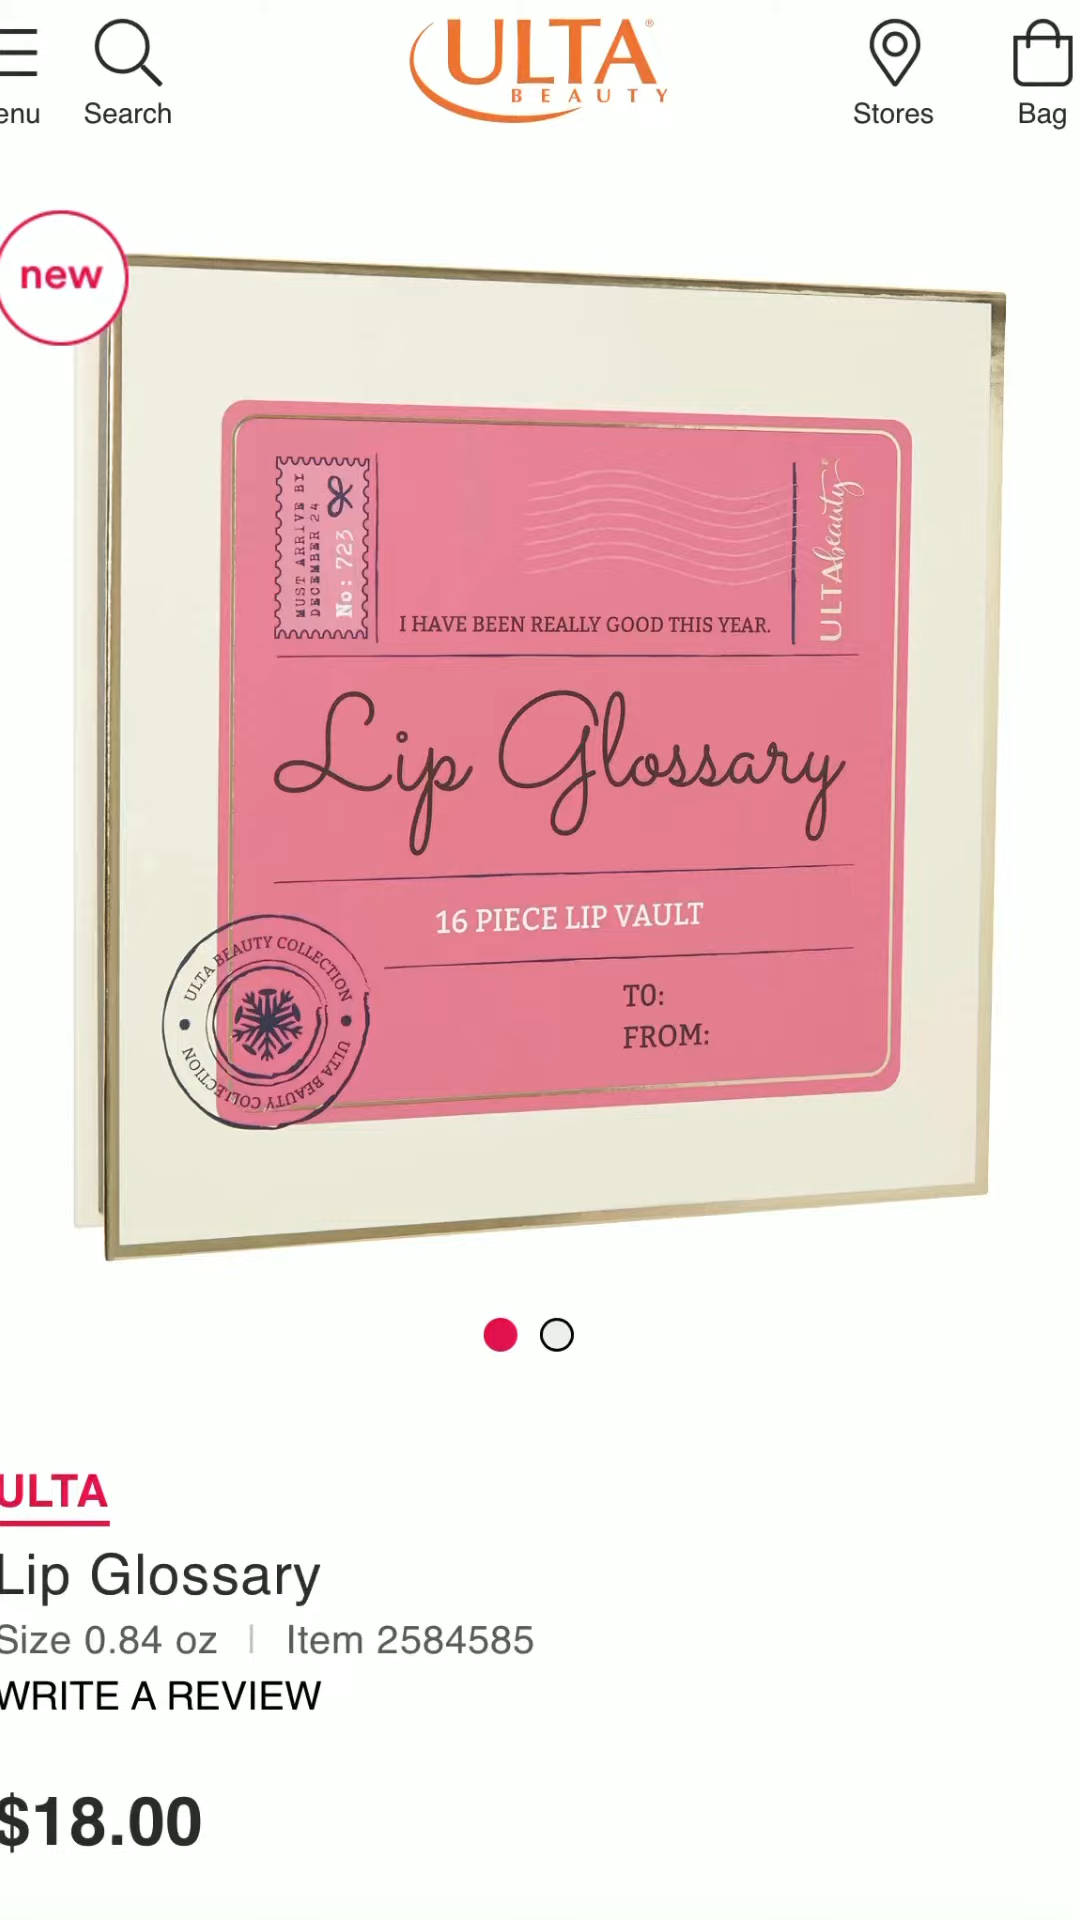 enu
Search
ULTA®
BEAUTY
Stores
Bag
new
MUST ARRIVE BY
DECEMBER 24
No: 723
ULTAbeauty®
I HAVE BEEN REALLY GOOD THIS YEAR.
Lip Glossary
16 PIECE LIP VAULT
TO:
FROM:
ULTA BEAUTY COLLECTION
ULTA BEAUTY COLLECTION
ULTA
Lip Glossary
Size 0.84 oz | Item 2584585
WRITE A REVIEW
$18.00